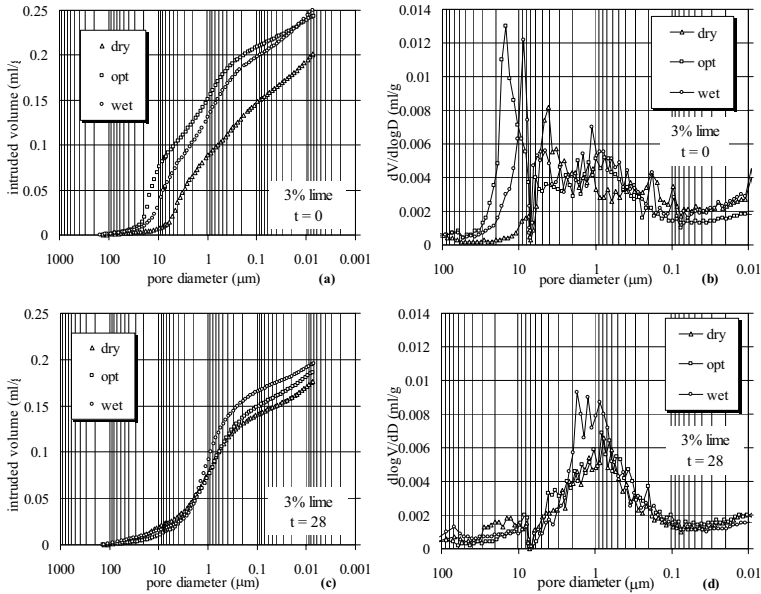 0.25
0.2
0.15
0.1
0.05
0
intruded volume (ml/g
dry
opt
wet
3% lime
t = 0
1000 100 10 1 0.1 0.01 0.001
pore diameter (μm) (a)
0.014
0.012
0.010
0.008
0.006
0.004
0.002
0
dV/dlogD (ml/g
dry
opt
wet
3% lime
t = 0
100 10 1 0.1 0.01
pore diameter (μm) (b)
0.25
0.2
0.15
0.1
0.05
0
intruded volume (ml/g
dry
opt
wet
3% lime
t = 28
1000 100 10 1 0.1 0.01 0.001
pore diameter (μm) (c)
0.014
0.012
0.010
0.008
0.006
0.004
0.002
0
dlogV/dD (ml/g
dry
opt
wet
3% lime
t = 28
100 10 1 0.1 0.01
pore diameter (μm) (d)